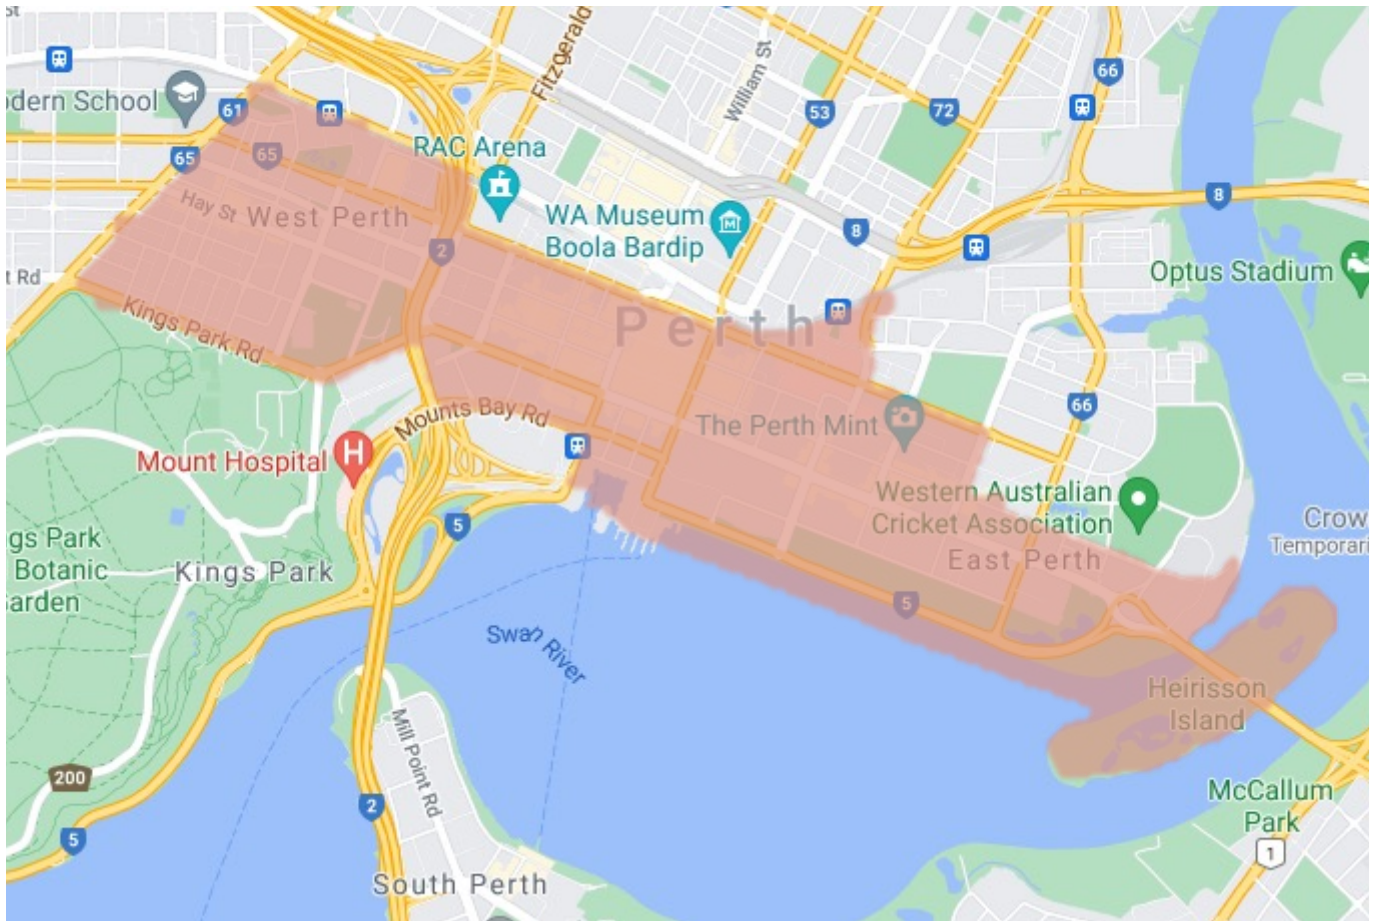 St
66
Fitzgerald
William St
odern School
61
53
72
RAC Arena
65
65
8
Hay St
West Perth
WA Museum
Boola Bardip
8
2
t Rd
Optus Stadium
Perth
Kings Park Rd
66
Mounts Bay Rd
The Perth Mint
H
Mount Hospital
Western Australian
Cricket Association
Crow
Temporari
5
ngs Park
Botanic
Garden
Kings Park
East Perth
5
Swan River
Heirisson
Island
Mill Point Rd
200
2
McCallum
Park
5
1
South Perth